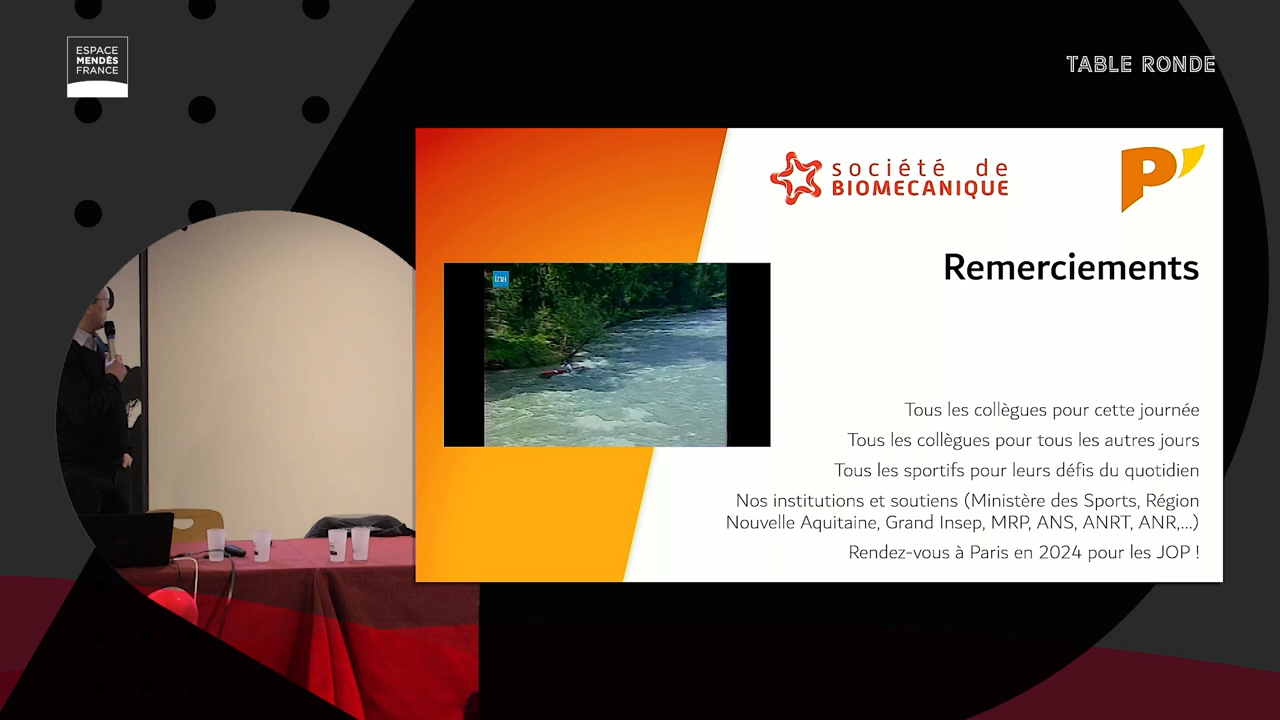 ESPACE
MENDÈS
FRANCE
TABLE RONDE
société de
BIOMECANIQUE
P'
ina
Remerciements
Tous les collègues pour cette journée
Tous les collègues pour tous les autres jours
Tous les sportifs pour leurs défis du quotidien
Nos institutions et soutiens (Ministère des Sports, Région
Nouvelle Aquitaine, Grand Insep, MRP, ANS, ANRT, ANR,...)
Rendez-vous à Paris en 2024 pour les JOP !